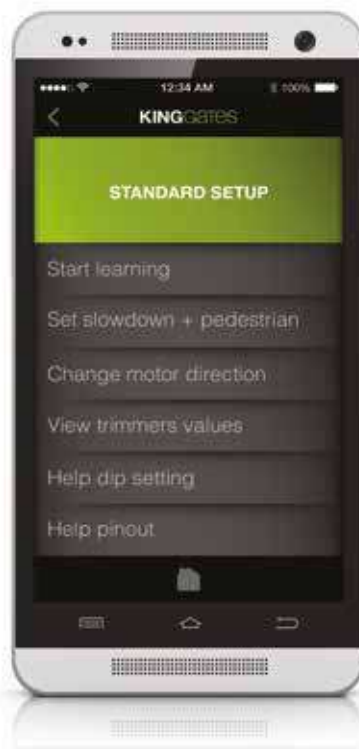 12:34 AM
100%
KINGGATES
STANDARD SETUP
Start learning
Set slowdown + pedestrian
Change motor direction
View trimmers values
Help dip setting
Help pinout